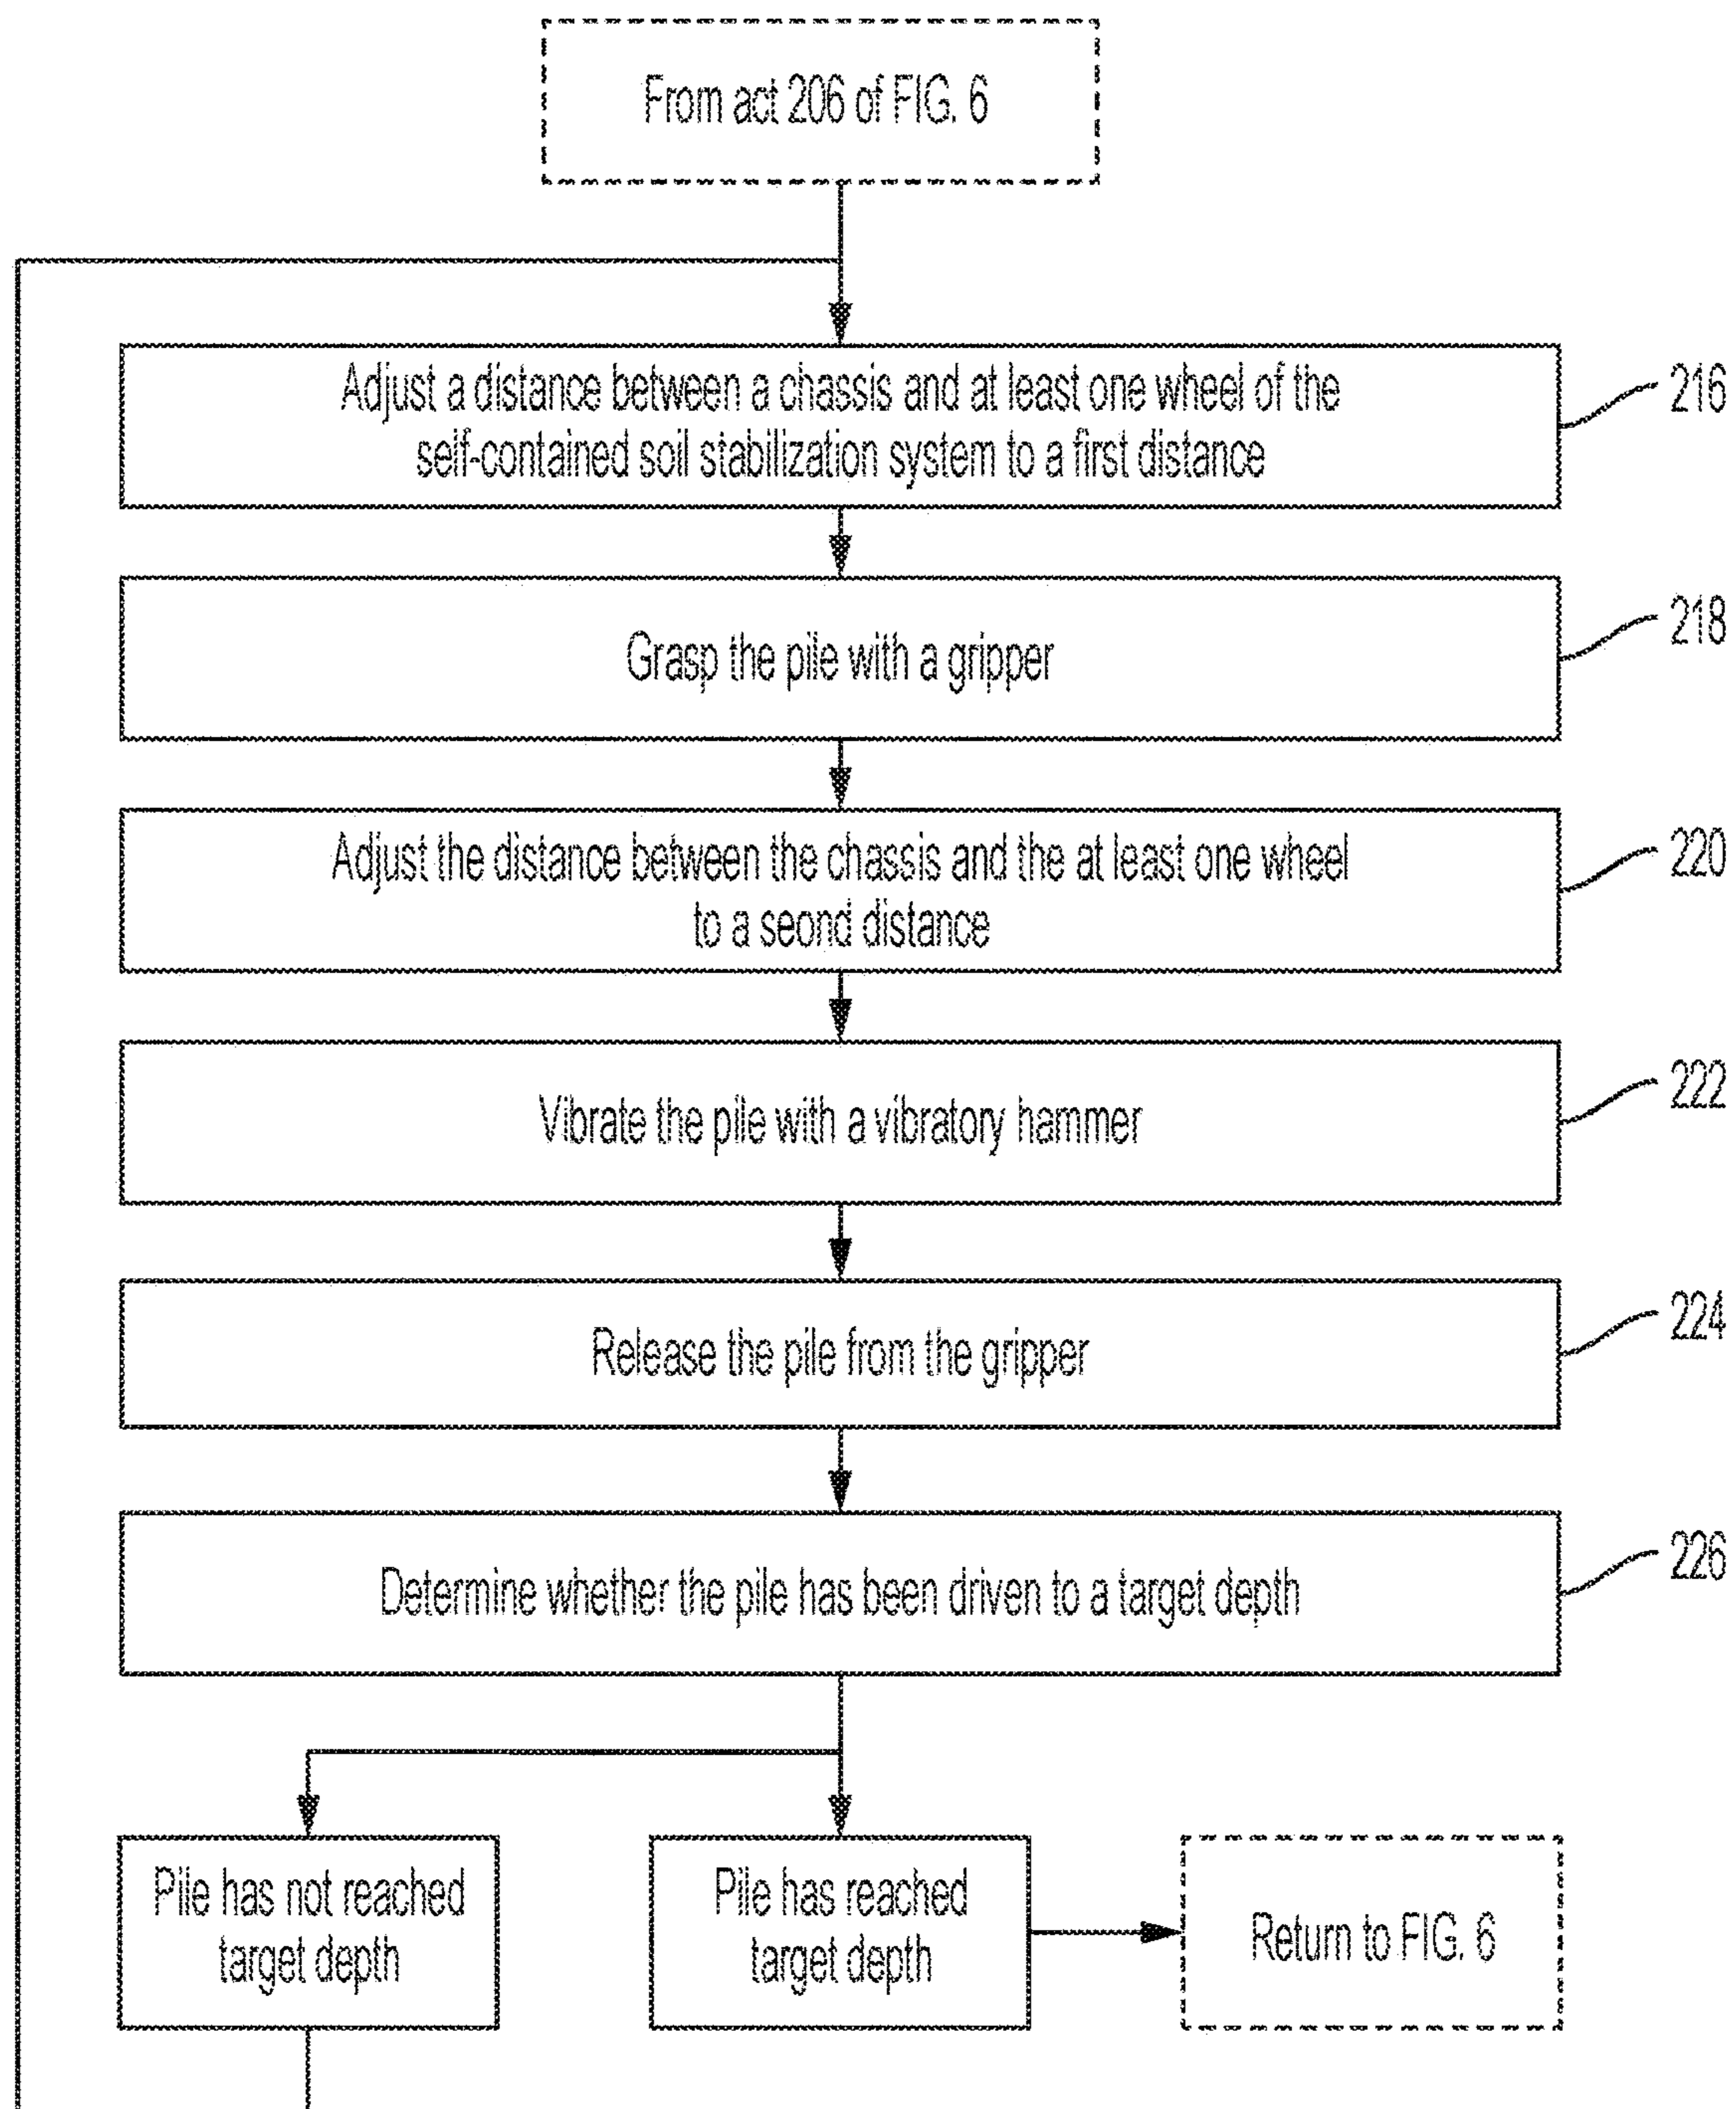 From act 206 of FIG. 6
Adjust a distance between a chassis and at least one wheel of the
self-contained soil stabilization system to a first distance
216
Grasp the pile with a gripper
218
Adjust the distance between the chassis and the at least one wheel
to a seond distance
220
Vibrate the pile with a vibratory hammer
222
Release the pile from the gripper
224
Determine whether the pile has been driven to a target depth
226
Pile has not reached
target depth
Pile has reached
target depth
Return to FIG. 6